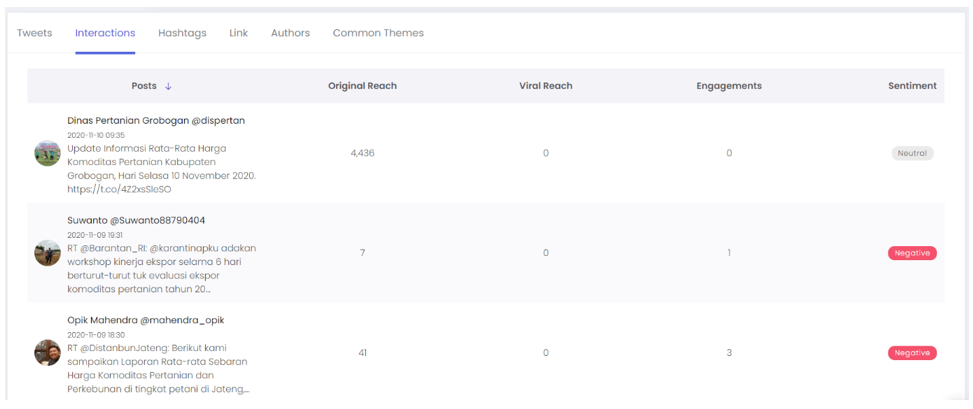 Tweets Interactions Hashtags Link Authors Common Themes
Posts ↓ Original Reach Viral Reach Engagements Sentiment
Dinas Pertanian Grobogan @dispertan
2020-11-10 09:35
Update Informasi Rata-Rata Harga
Komoditas Pertanian Kabupaten
Grobogan, Hari Selasa 10 November 2020.
https://t.co/4Z2xsSleSO
4,436 0 0 Neutral
Suwanto @Suwanto88790404
2020-11-09 19:31
RT @Barantan_RI: @karantinapku adakan
workshop kinerja ekspor selama 6 hari
berturut-turut tuk evaluasi ekspor
komoditas pertanian tahun 20...
7 0 1 Negative
Opik Mahendra @mahendra_opik
2020-11-09 18:30
RT @DistanbunJateng: Berikut kami
sampaikan Laporan Rata-rata Sebaran
Harga Komoditas Pertanian dan
Perkebunan di tingkat petani di Jateng,...
41 0 3 Negative